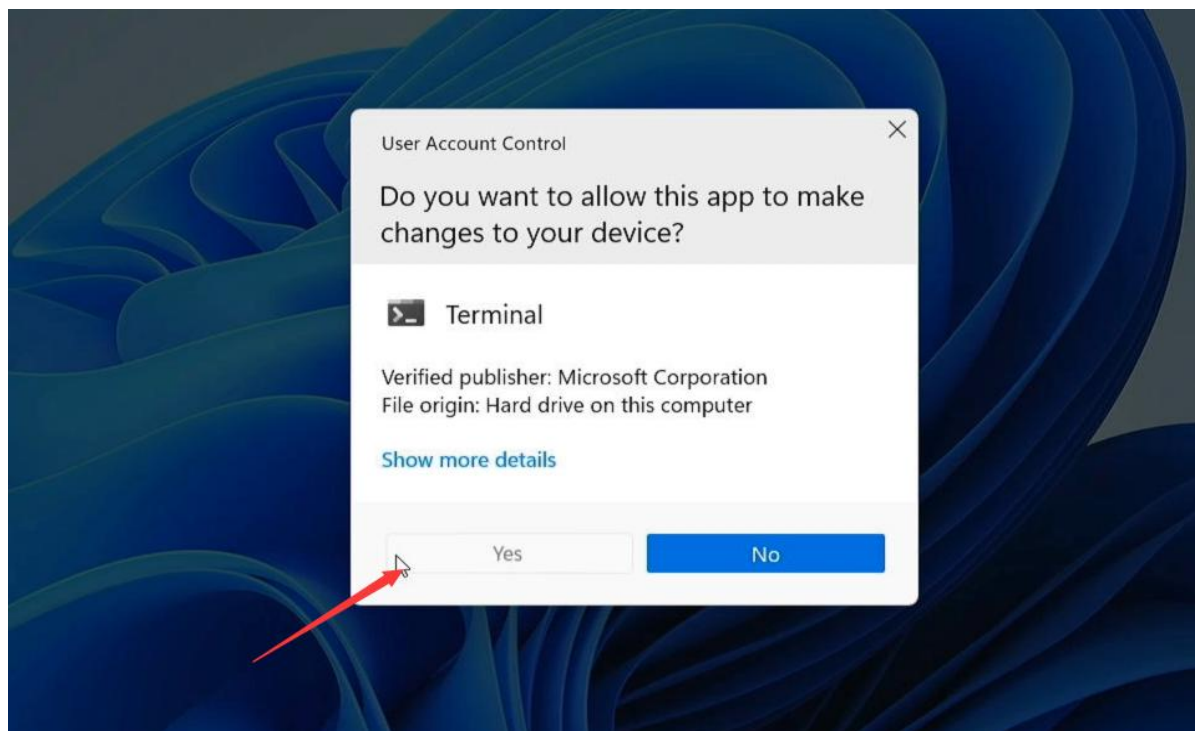 User Account Control
Do you want to allow this app to make
changes to your device?
Terminal
Verified publisher: Microsoft Corporation
File origin: Hard drive on this computer
Show more details
Yes
No